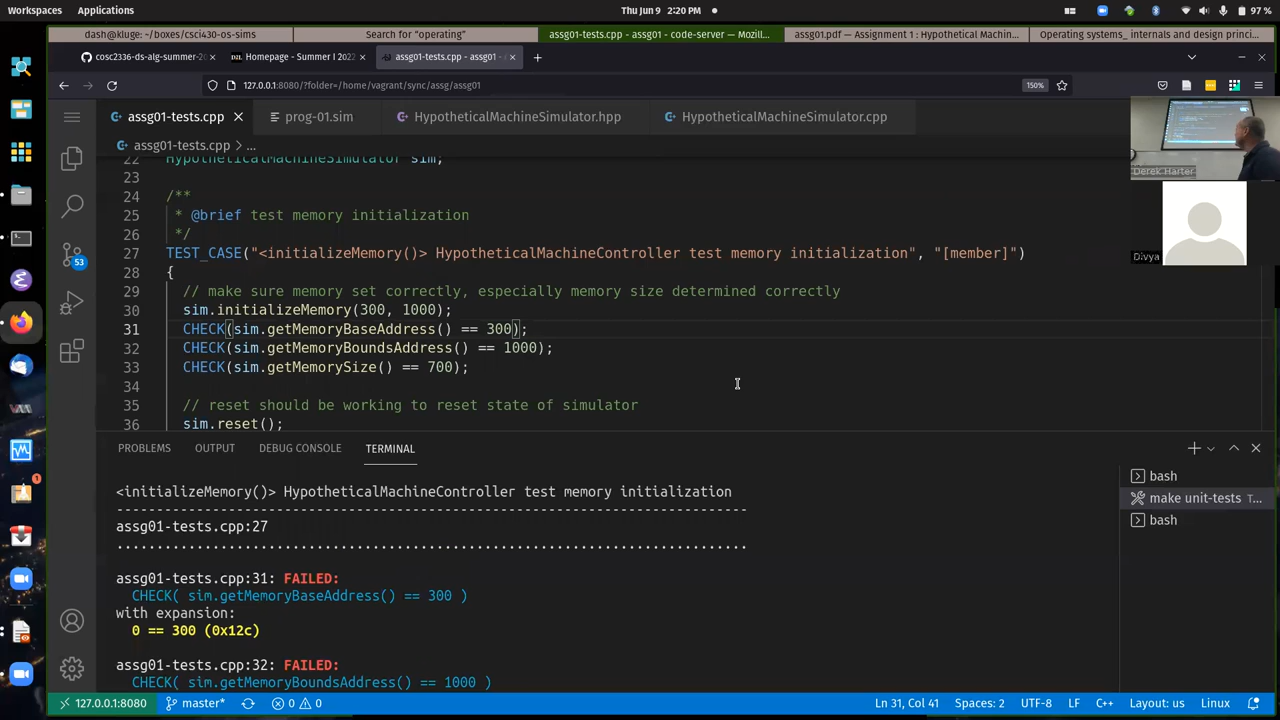 Workspaces Applications Thu Jun 9 2:20 PM 97 %
dash@kluge: ~/boxes/csci430-os-sims Search for "operating" assg01-tests.cpp - assg01 - code-server — Mozill... assg01.pdf — Assignment 1 : Hypothetical Machin... Operating systems_ internals and design princi...
cosc2336-ds-alg-summer-2 D2L Homepage - Summer I 2022 assg01-tests.cpp - assg01 - +
127.0.0.1:8080/?folder=/home/vagrant/sync/assg/assg01 150%
assg01-tests.cpp prog-01.sim HypotheticalMachineSimulator.hpp HypotheticalMachineSimulator.cpp
assg01-tests.cpp > ...
22 HypotheticalMachineSimulator sim;
23
24 /**
25 * @brief test memory initialization
26 */
27 TEST_CASE("<initializeMemory()> HypotheticalMachineController test memory initialization", "[member]")
28 {
29 // make sure memory set correctly, especially memory size determined correctly
30 sim.initializeMemory(300, 1000);
31 CHECK(sim.getMemoryBaseAddress() == 300);
32 CHECK(sim.getMemoryBoundsAddress() == 1000);
33 CHECK(sim.getMemorySize() == 700);
34
35 // reset should be working to reset state of simulator
36 sim.reset();
Derek Harter
Divya
53
1
PROBLEMS OUTPUT DEBUG CONSOLE TERMINAL
<initializeMemory()> HypotheticalMachineController test memory initialization
-------------------------------------------------------------------------------
assg01-tests.cpp:27
...............................................................................
assg01-tests.cpp:31: FAILED:
CHECK( sim.getMemoryBaseAddress() == 300 )
with expansion:
0 == 300 (0x12c)
assg01-tests.cpp:32: FAILED:
CHECK( sim.getMemoryBoundsAddress() == 1000 )
bash
make unit-tests T...
bash
127.0.0.1:8080 master* 0 0 Ln 31, Col 41 Spaces: 2 UTF-8 LF C++ Layout: us Linux